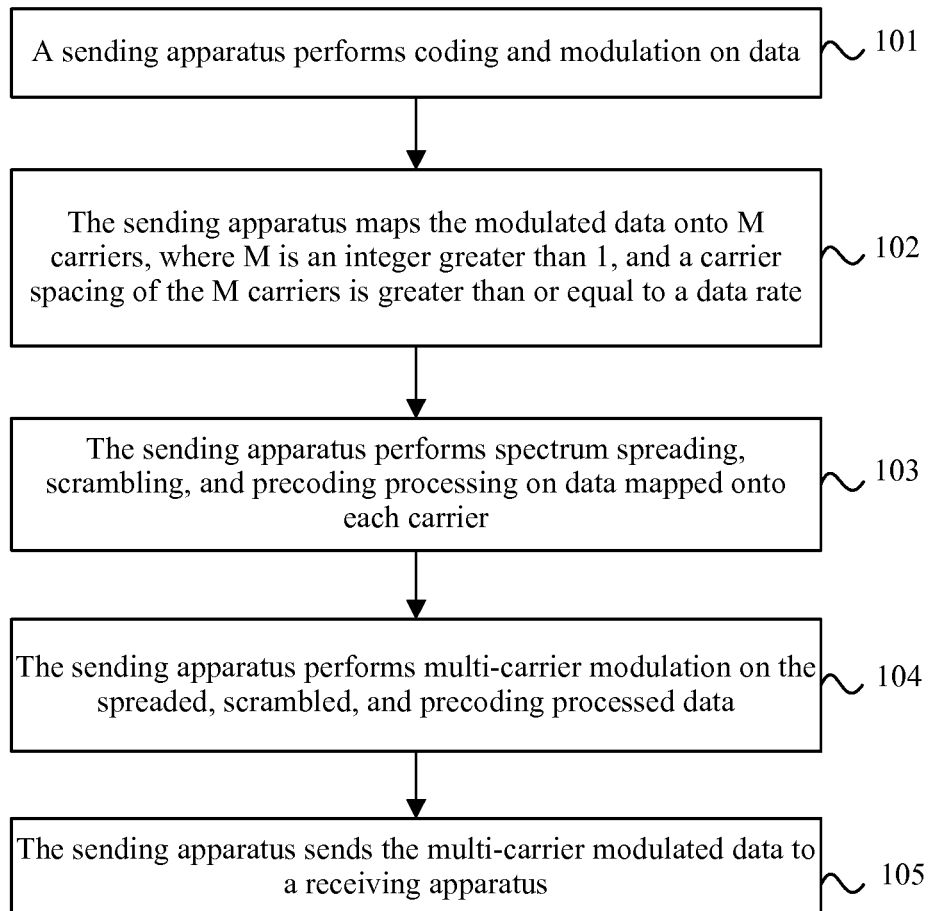 A sending apparatus performs coding and modulation on data
101
The sending apparatus maps the modulated data onto M
carriers, where M is an integer greater than 1, and a carrier
spacing of the M carriers is greater than or equal to a data rate
102
The sending apparatus performs spectrum spreading,
scrambling, and precoding processing on data mapped onto
each carrier
103
The sending apparatus performs multi-carrier modulation on the
spreaded, scrambled, and precoding processed data
104
The sending apparatus sends the multi-carrier modulated data to
a receiving apparatus
105